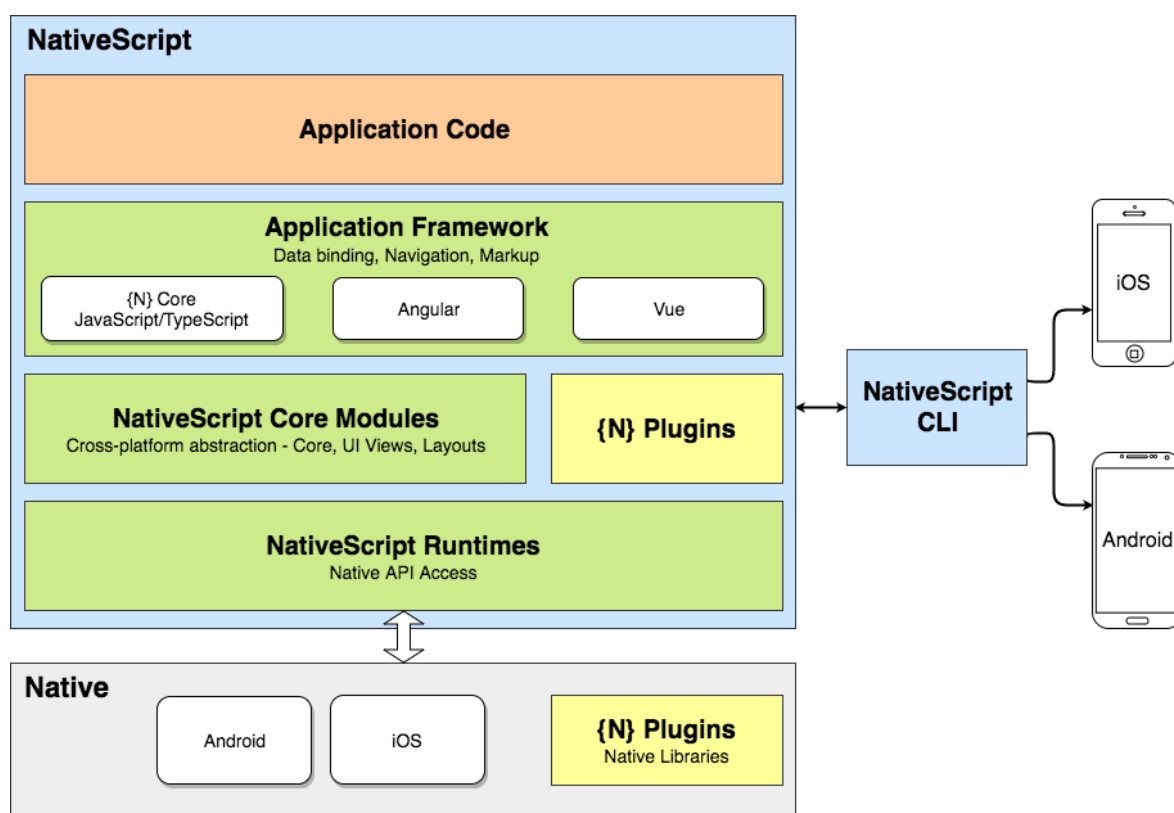 NativeScript
Application Code
Application Framework
Data binding, Navigation, Markup
{N} Core
JavaScript/TypeScript
Angular
Vue
NativeScript Core Modules
Cross-platform abstraction - Core, UI Views, Layouts
{N} Plugins
NativeScript Runtimes
Native API Access
Native
Android
iOS
{N} Plugins
Native Libraries
NativeScript
CLI
iOS
Android